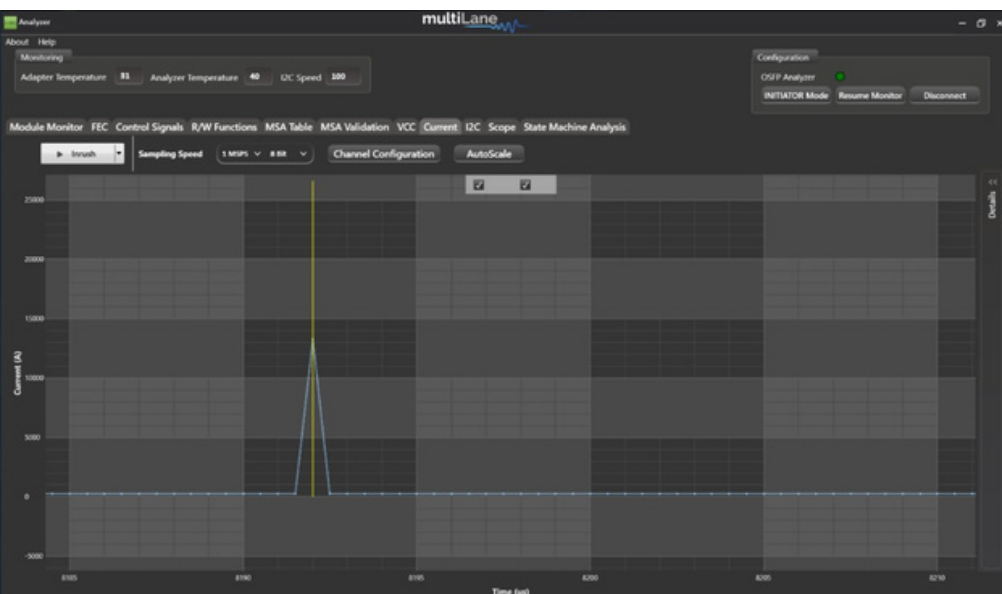 Analyzer
multiLane
About Help
Monitoring
Adapter Temperature 31 Analyzer Temperature 40 I2C Speed 100
Configuration
OSFP Analyzer
INITIATOR Mode Resume Monitor Disconnect
Module Monitor FEC Control Signals R/W Functions MSA Table MSA Validation VCC Current I2C Scope State Machine Analysis
Inrush Sampling Speed 1 MSPS 8 Bit Channel Configuration AutoScale
Details
25000
20000
15000
10000
5000
0
-5000
Current (A)
8185 8190 8195 8200 8205 8210
Time (us)